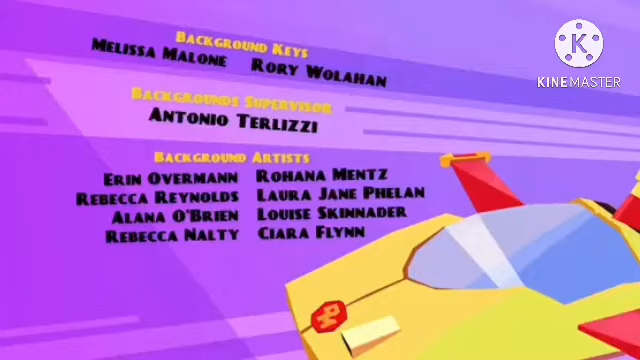 BACKGROUND KEYS
MELISSA MALONE RORY WOLAHAN
BACKGROUNDS SUPERVISOR
ANTONIO TERLIZZI
BACKGROUND ARTISTS
ERIN OVERMANN ROHANA MENTZ
REBECCA REYNOLDS LAURA JANE PHELAN
ALANA O'BRIEN LOUISE SKINNADER
REBECCA NALTY CIARA FLYNN
K
KINEMASTER